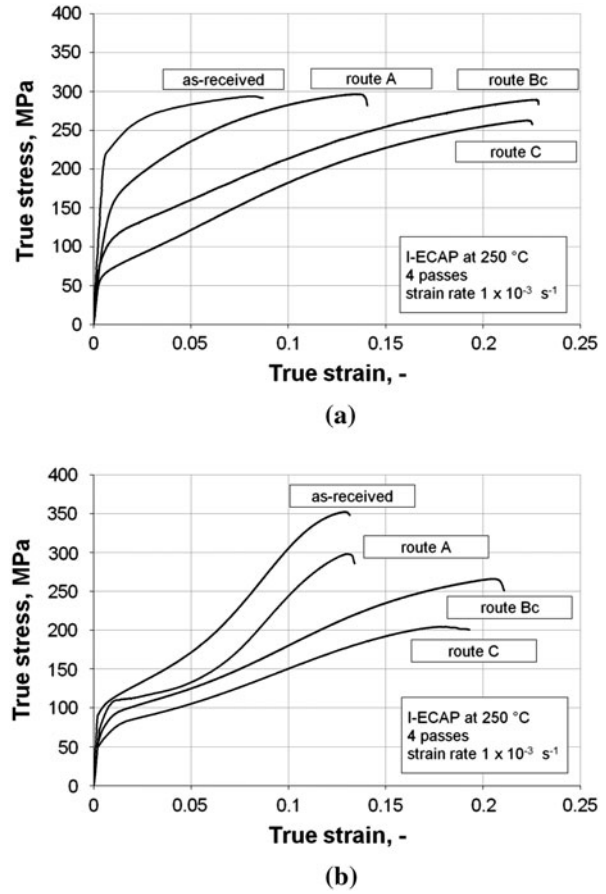 400
350
300
250
200
150
100
50
0
True stress, MPa
as-received
route A
route Bc
route C
I-ECAP at 250 °C
4 passes
strain rate 1 x 10⁻³ s⁻¹
0 0.05 0.1 0.15 0.2 0.25
True strain, -
(a)
400
350
300
250
200
150
100
50
0
True stress, MPa
as-received
route A
route Bc
route C
I-ECAP at 250 °C
4 passes
strain rate 1 x 10⁻³ s⁻¹
0 0.05 0.1 0.15 0.2 0.25
True strain, -
(b)